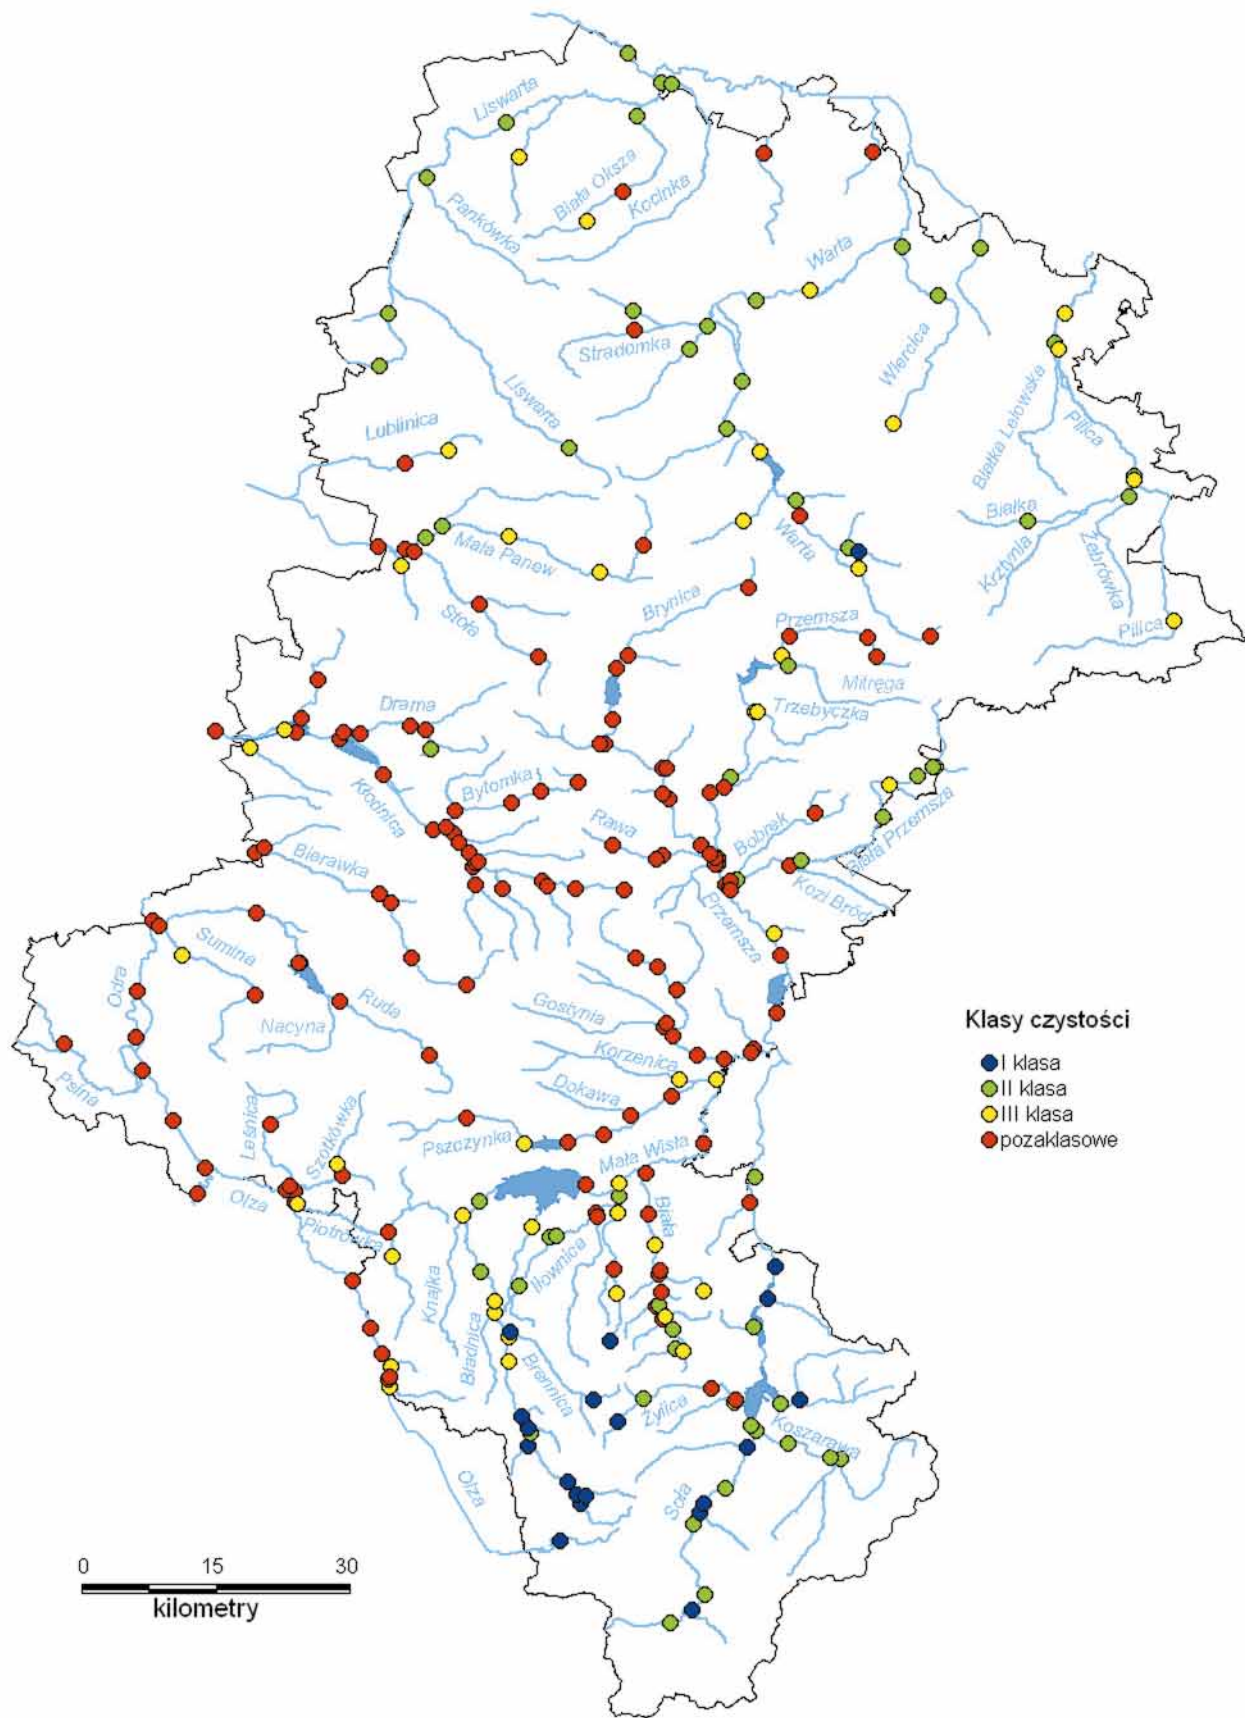 Liswarta
Biała Oksza
Kocinka
Pankówka
Warta
Stradomka
Wiercica
Liswarta
Lublinica
Białka Lelowska
Pilica
Białka
Mała Panew
Warta
Krztynia
Żebrówka
Brynica
Stoła
Przemsza
Pilica
Mitręga
Drama
Trzebyczka
Bytomka
Kłodnica
Rawa
Bobrek
Biała Przemsza
Bierawka
Kozi Bród
Przemsza
Sumina
Odra
Ruda
Gostynia
Nacyna
Korzenica
Psina
Dokawa
Leśnica
Szotkówka
Pszczynka
Mała Wisła
Olza
Piotrówka
Biała
Iłownica
Knajka
Bładnica
Brennica
Żylica
Koszarawa
Olza
Soła
Klasy czystości
I klasa
II klasa
III klasa
pozaklasowe
0 15 30
kilometry